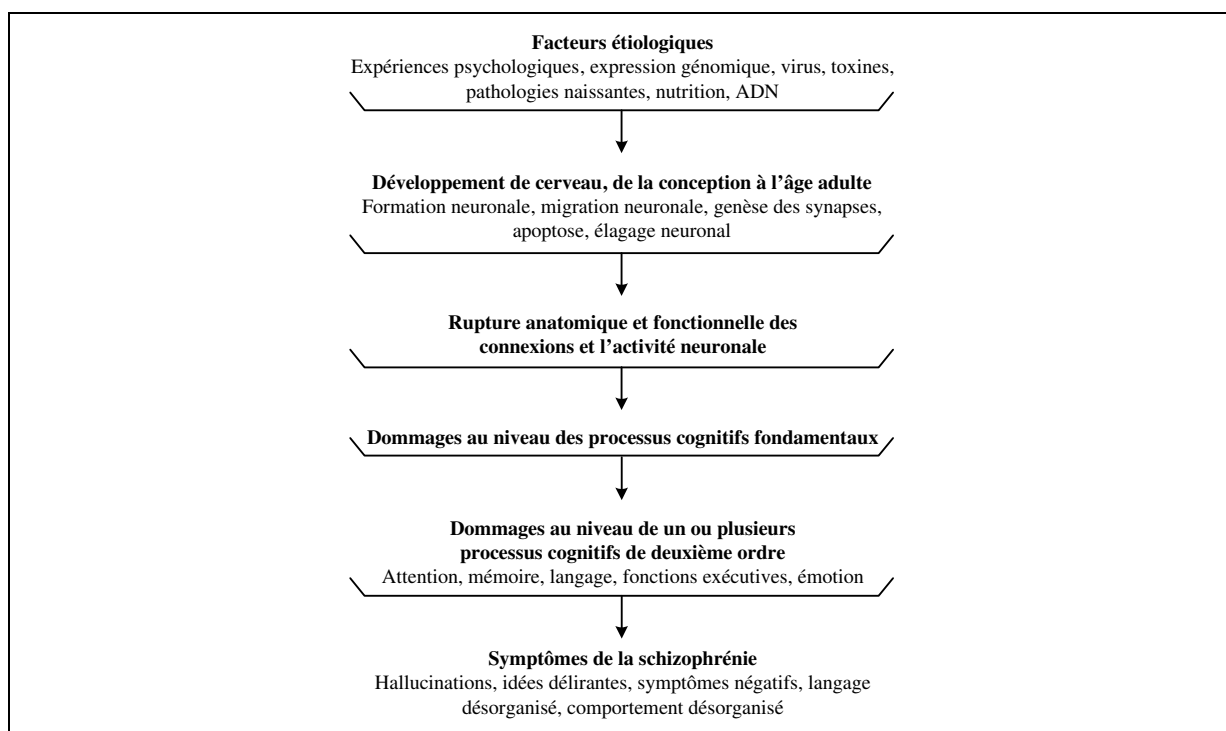 Facteurs étiologiques
Expériences psychologiques, expression génomique, virus, toxines,
pathologies naissantes, nutrition, ADN
Développement de cerveau, de la conception à l’âge adulte
Formation neuronale, migration neuronale, genèse des synapses,
apoptose, élagage neuronal
Rupture anatomique et fonctionnelle des
connexions et l’activité neuronale
Dommages au niveau des processus cognitifs fondamentaux
Dommages au niveau de un ou plusieurs
processus cognitifs de deuxième ordre
Attention, mémoire, langage, fonctions exécutives, émotion
Symptômes de la schizophrénie
Hallucinations, idées délirantes, symptômes négatifs, langage
désorganisé, comportement désorganisé